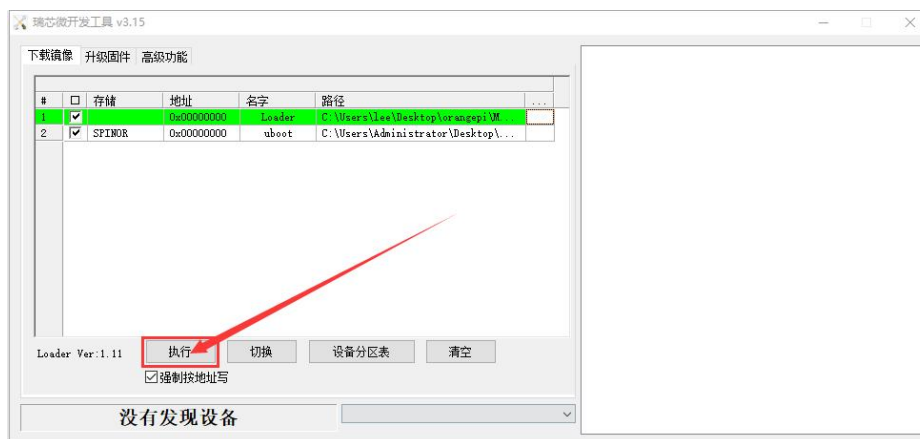 瑞芯微开发工具 v3.15
下载镜像 升级固件 高级功能
# 存储 地址 名字 路径 ...
1 0x00000000 Loader C:\Users\lee\Desktop\orangepi\M...
2 SPINOR 0x00000000 uboot C:\Users\Administrator\Desktop\...
Loader Ver:1.11 执行 切换 设备分区表 清空
强制按地址写
没有发现设备